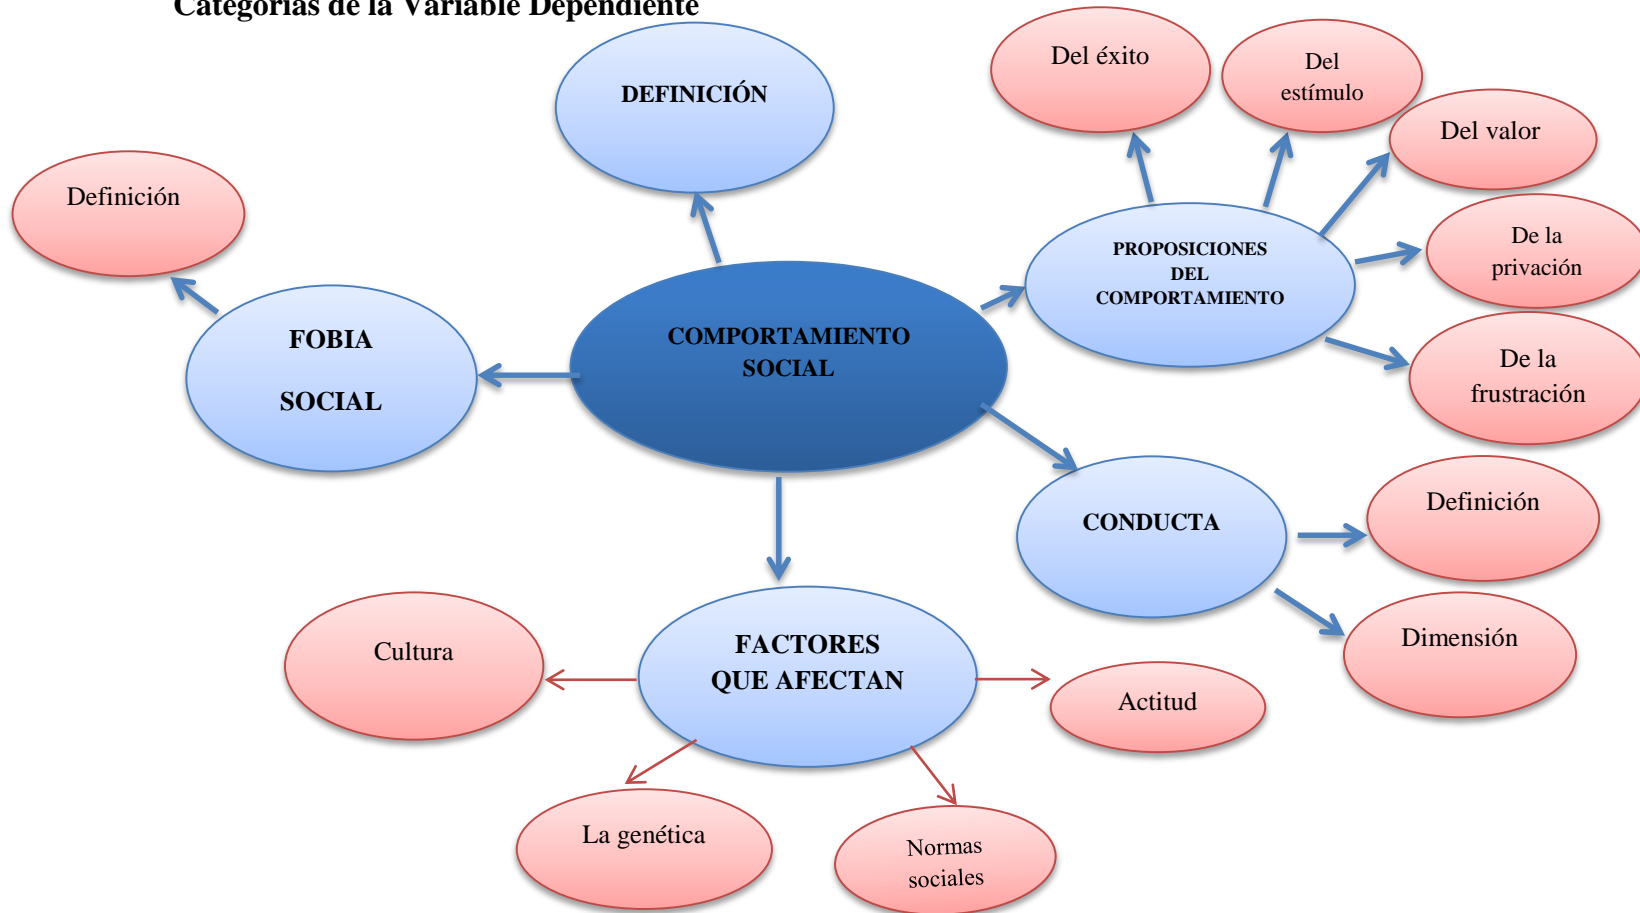 Categorías de la Variable Dependiente
DEFINICIÓN
Del éxito
Del
estímulo
Del valor
De la
privación
De la
frustración
PROPOSICIONES
DEL
COMPORTAMIENTO
Definición
FOBIA
SOCIAL
COMPORTAMIENTO
SOCIAL
CONDUCTA
Definición
Dimensión
FACTORES
QUE AFECTAN
Cultura
Actitud
La genética
Normas
sociales